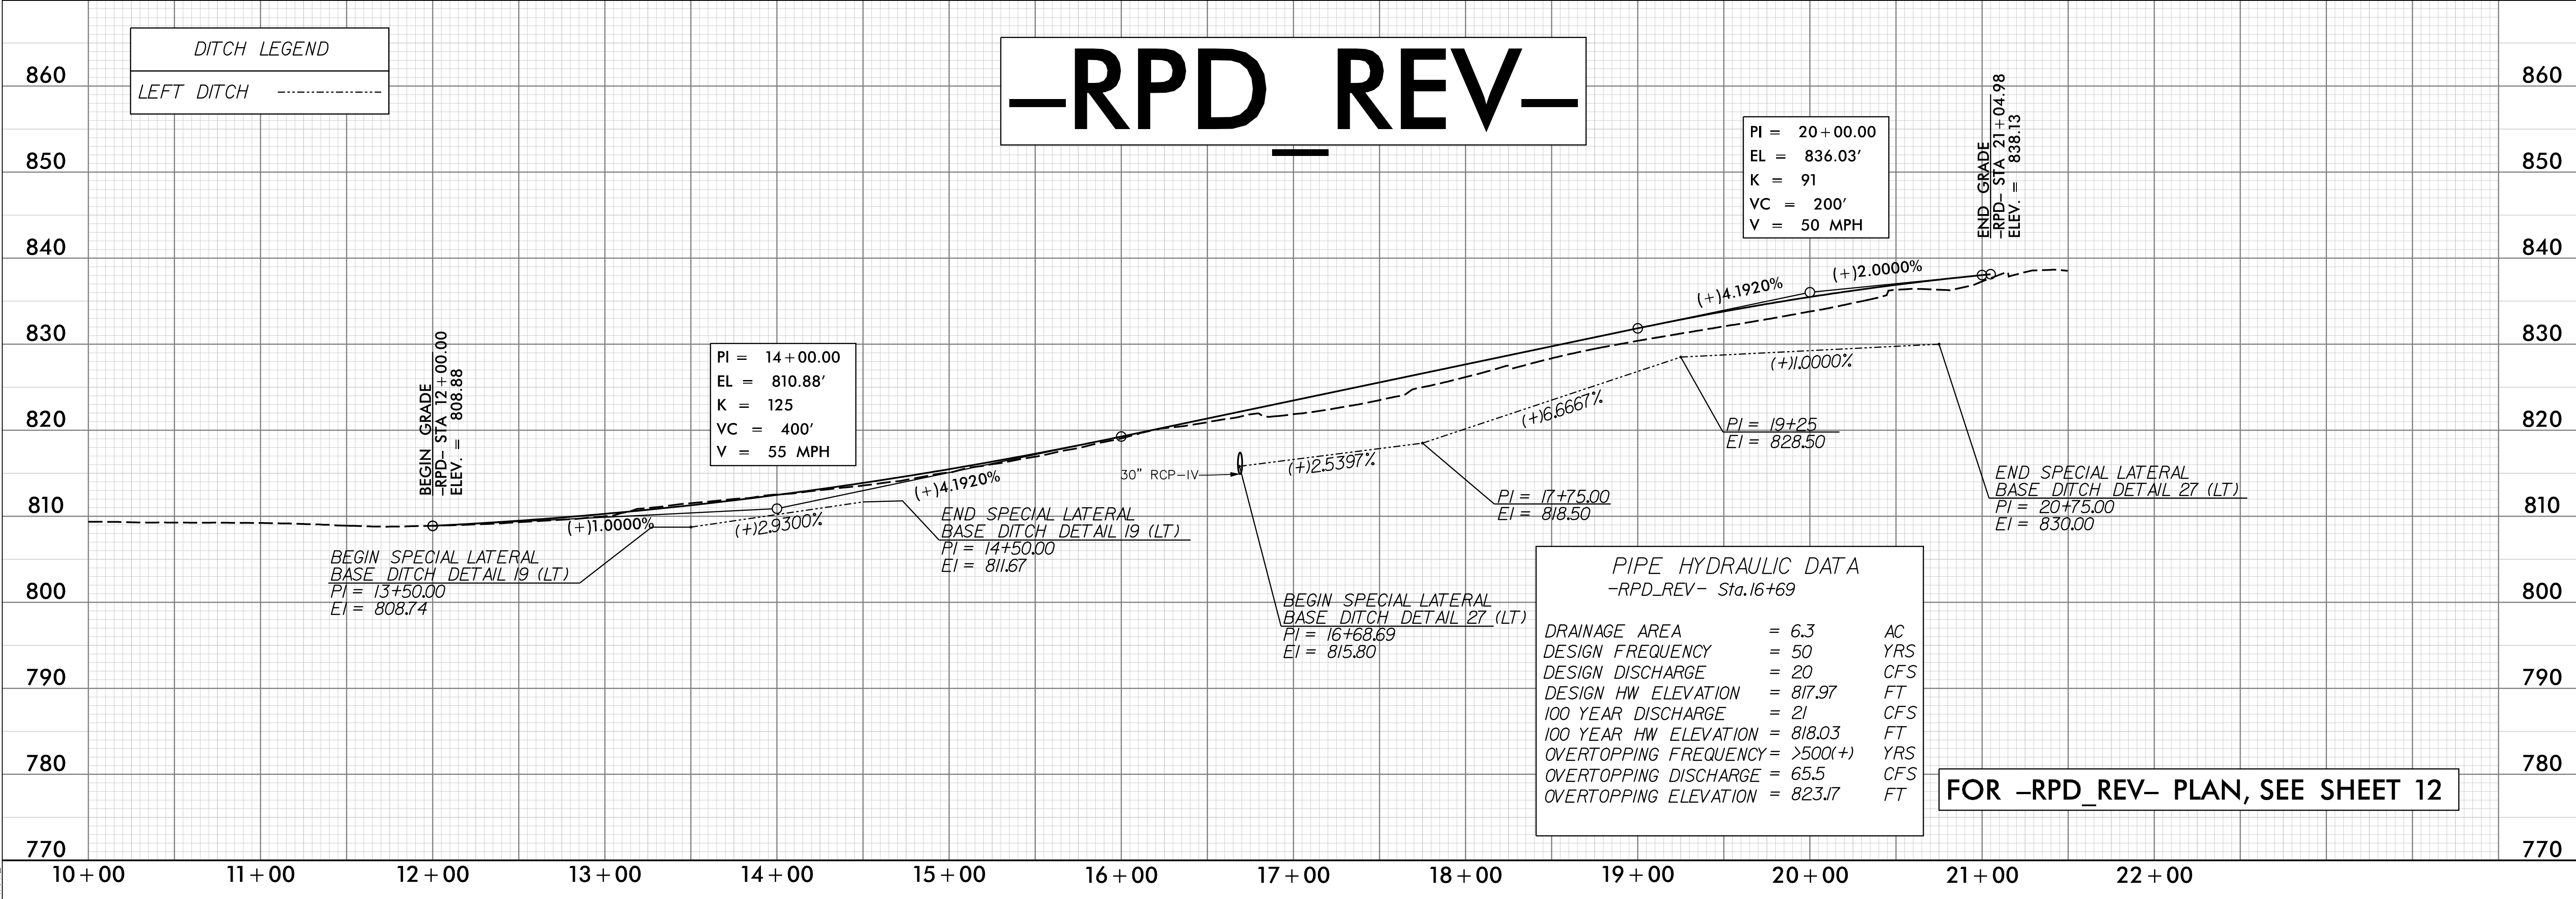 DITCH LEGEND
LEFT DITCH
–RPD_REV–
860
850
840
830
820
810
800
790
780
770
860
850
840
830
820
810
800
790
780
770
BEGIN GRADE
-RPD- STA 12+00.00
ELEV. = 808.88
PI = 14+00.00
EL = 810.88'
K = 125
VC = 400'
V = 55 MPH
PI = 20+00.00
EL = 836.03'
K = 91
VC = 200'
V = 50 MPH
END GRADE
-RPD- STA 21+04.98
ELEV. = 838.13
(+)1.0000%
(+)2.9300%
(+)4.1920%
(+)4.1920%
(+)2.0000%
(+)2.5397%
(+)6.6667%
(+)1.0000%
30" RCP-IV
BEGIN SPECIAL LATERAL
BASE DITCH DETAIL 19 (LT)
PI = 13+50.00
El = 808.74
END SPECIAL LATERAL
BASE DITCH DETAIL 19 (LT)
PI = 14+50.00
El = 811.67
BEGIN SPECIAL LATERAL
BASE DITCH DETAIL 27 (LT)
PI = 16+68.69
El = 815.80
PI = 17+75.00
El = 818.50
PI = 19+25
El = 828.50
END SPECIAL LATERAL
BASE DITCH DETAIL 27 (LT)
PI = 20+75.00
El = 830.00
PIPE HYDRAULIC DATA
-RPD_REV- Sta.16+69
DRAINAGE AREA = 6.3 AC
DESIGN FREQUENCY = 50 YRS
DESIGN DISCHARGE = 20 CFS
DESIGN HW ELEVATION = 817.97 FT
100 YEAR DISCHARGE = 21 CFS
100 YEAR HW ELEVATION = 818.03 FT
OVERTOPPING FREQUENCY = >500(+) YRS
OVERTOPPING DISCHARGE = 65.5 CFS
OVERTOPPING ELEVATION = 823.17 FT
FOR –RPD_REV– PLAN, SEE SHEET 12
10+00 11+00 12+00 13+00 14+00 15+00 16+00 17+00 18+00 19+00 20+00 21+00 22+00